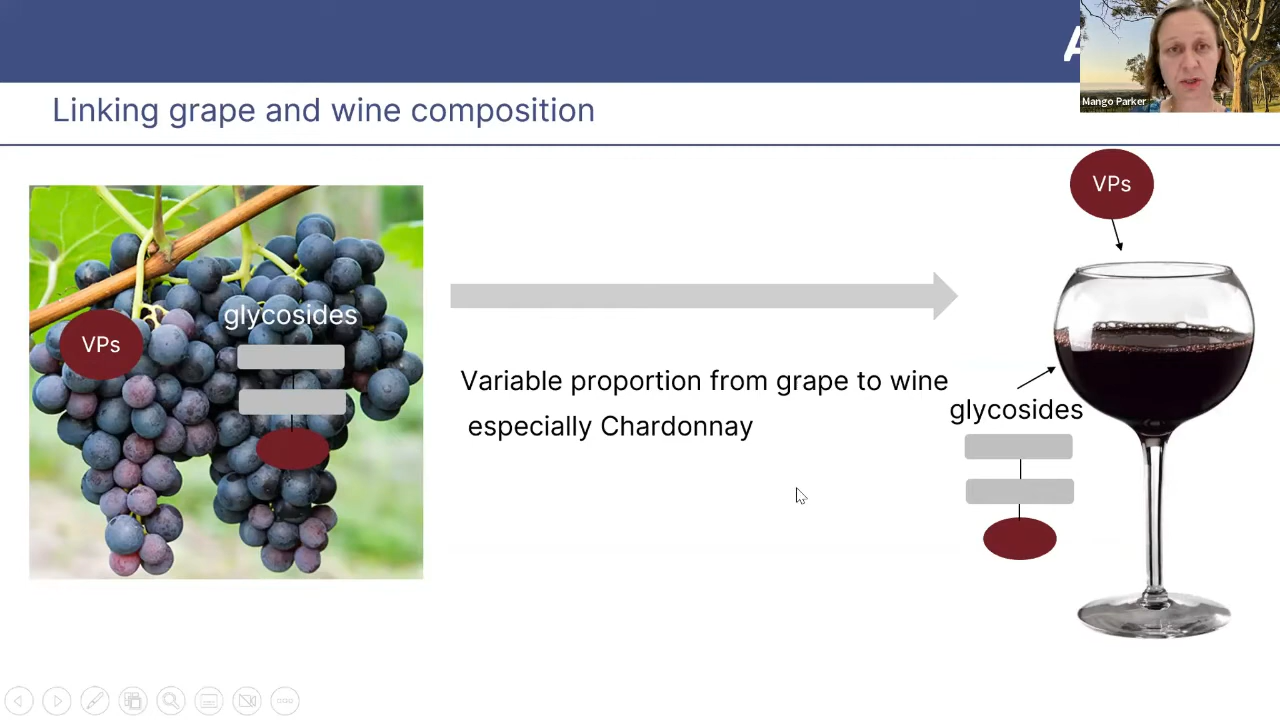 A
Mango Parker
Linking grape and wine composition
VPs
glycosides
VPs
Variable proportion from grape to wine
especially Chardonnay
glycosides